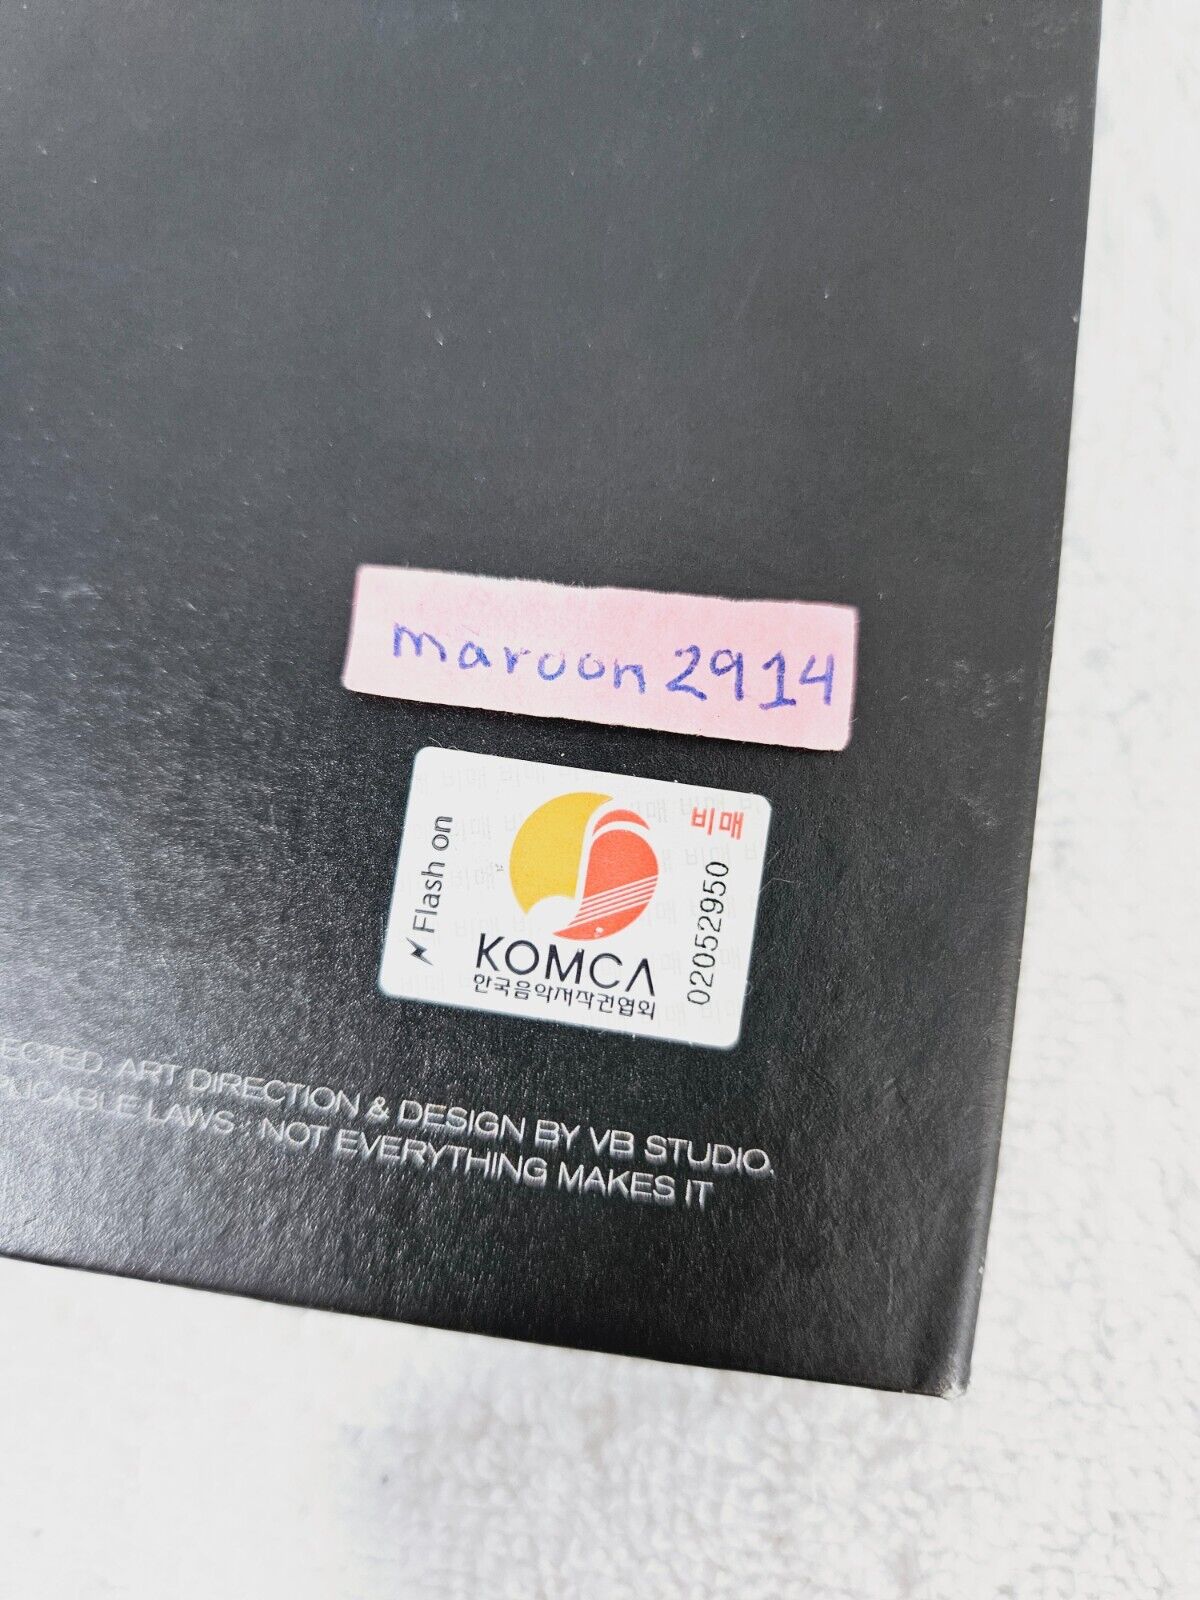 maroon2914
Flash on
비매
02052950
KOMCA
한국음악저작권협회
ART DIRECTION & DESIGN BY VB STUDIO.
LAWS · NOT EVERYTHING MAKES IT